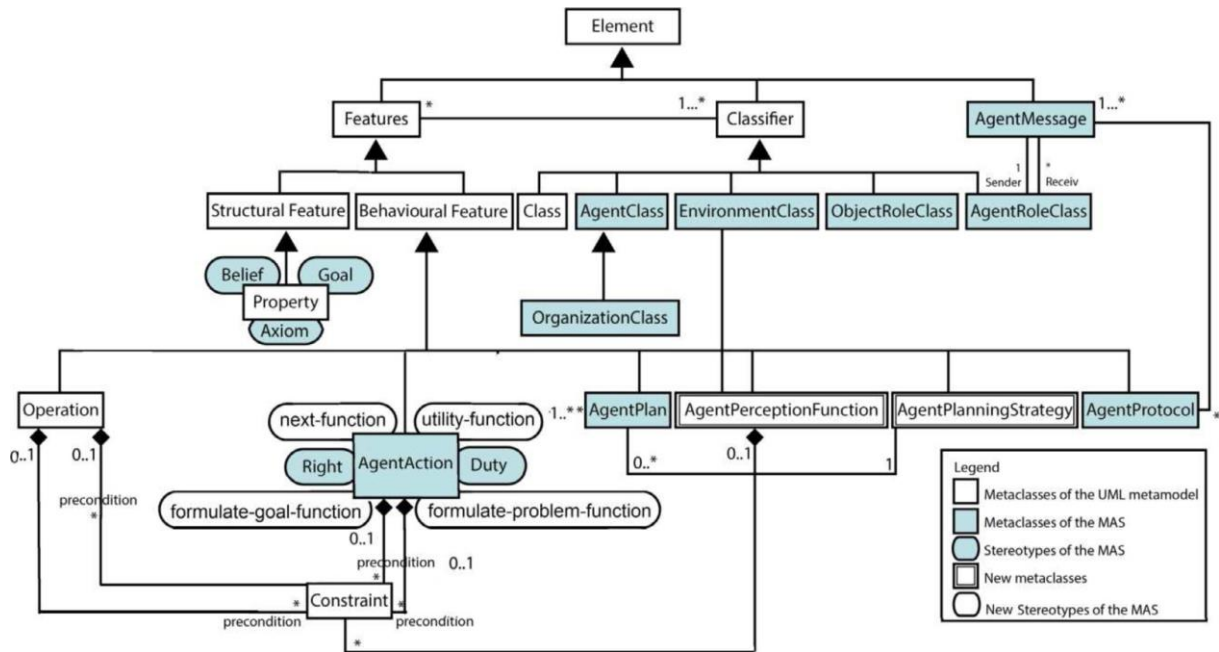 Element
Features
*
1...*
Classifier
AgentMessage
1...*
1
Sender
*
Receiv
Structural Feature
Behavioural Feature
Class
AgentClass
EnvironmentClass
ObjectRoleClass
AgentRoleClass
Belief
Goal
Property
Axiom
OrganizationClass
Operation
next-function
utility-function
1..**
AgentPlan
AgentPerceptionFunction
AgentPlanningStrategy
AgentProtocol
*
0..1
0..1
Right
AgentAction
Duty
0..1
0..*
1
precondition
*
formulate-goal-function
formulate-problem-function
0..1
precondition
0..1
*
*
Constraint
*
precondition
precondition
*
Legend
Metaclasses of the UML metamodel
Metaclasses of the MAS
Stereotypes of the MAS
New metaclasses
New Stereotypes of the MAS